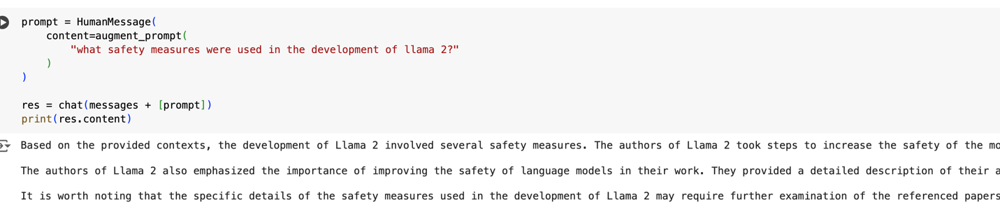 prompt = HumanMessage(
    content=augment_prompt(
        "what safety measures were used in the development of llama 2?"
    )
)
res = chat(messages + [prompt])
print(res.content)
Based on the provided contexts, the development of Llama 2 involved several safety measures. The authors of Llama 2 took steps to increase the safety of the mo
The authors of Llama 2 also emphasized the importance of improving the safety of language models in their work. They provided a detailed description of their a
It is worth noting that the specific details of the safety measures used in the development of Llama 2 may require further examination of the referenced papers